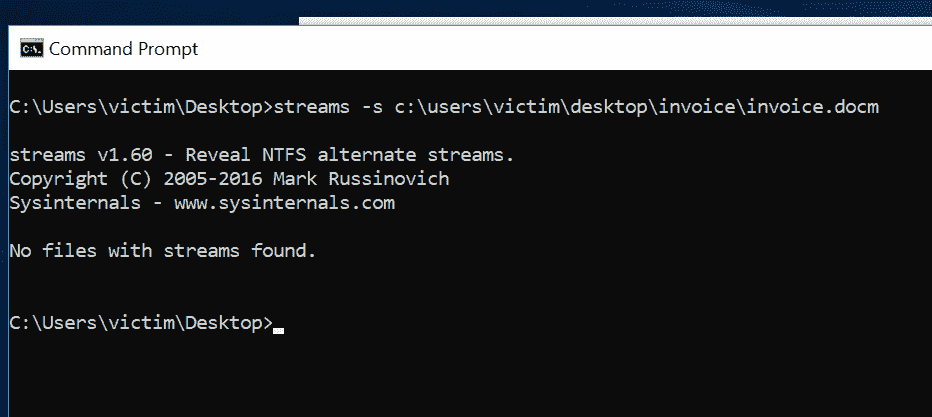 C:\.
Command Prompt
C:\Users\victim\Desktop>streams -s c:\users\victim\desktop\invoice\invoice.docm
streams v1.60 - Reveal NTFS alternate streams.
Copyright (C) 2005-2016 Mark Russinovich
Sysinternals - www.sysinternals.com
No files with streams found.
C:\Users\victim\Desktop>